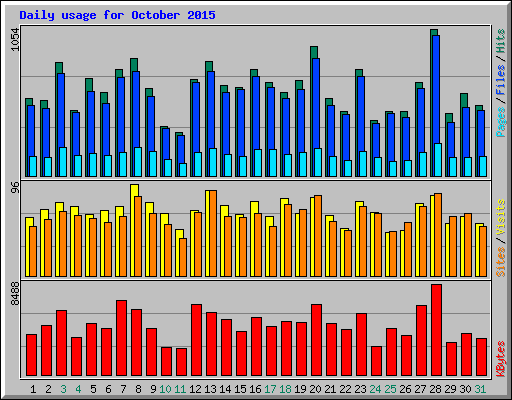 Daily usage for October 2015
1054
Pages / Files / Hits
96
Sites / Visits
8488
KBytes
1 2 3 4 5 6 7 8 9 10 11 12 13 14 15 16 17 18 19 20 21 22 23 24 25 26 27 28 29 30 31